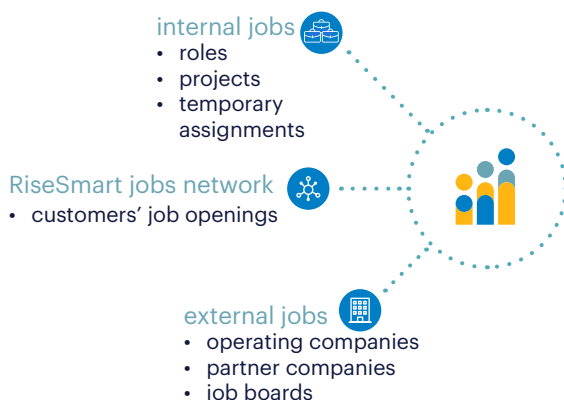 internal jobs
• roles
• projects
• temporary
assignments
RiseSmart jobs network
• customers’ job openings
external jobs
• operating companies
• partner companies
• job boards